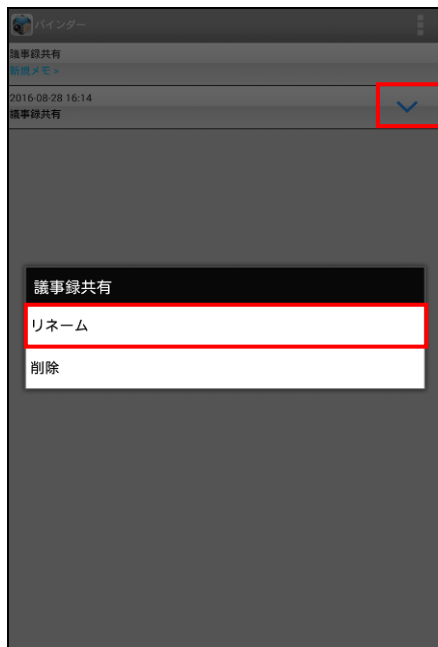 バインダー
議事録共有
新規メモ >
2016-08-28 16:14
議事録共有
議事録共有
リネーム
削除